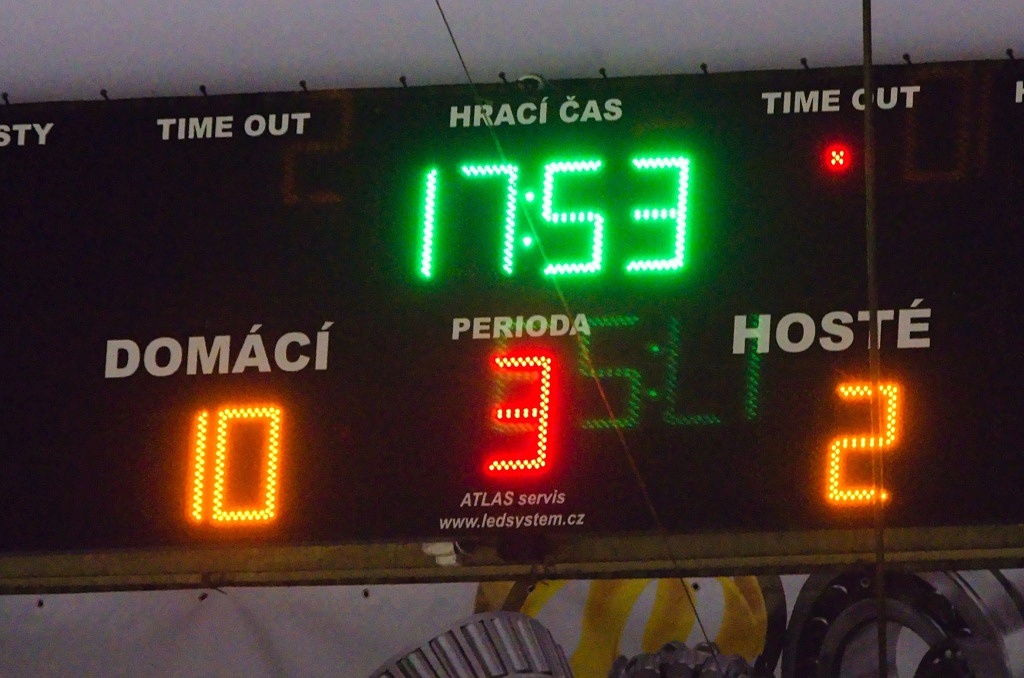 STY TIME OUT HRACÍ ČAS TIME OUT
17:53
DOMÁCÍ PERIODA HOSTÉ
10 3 2
ATLAS servis
www.ledsystem.cz